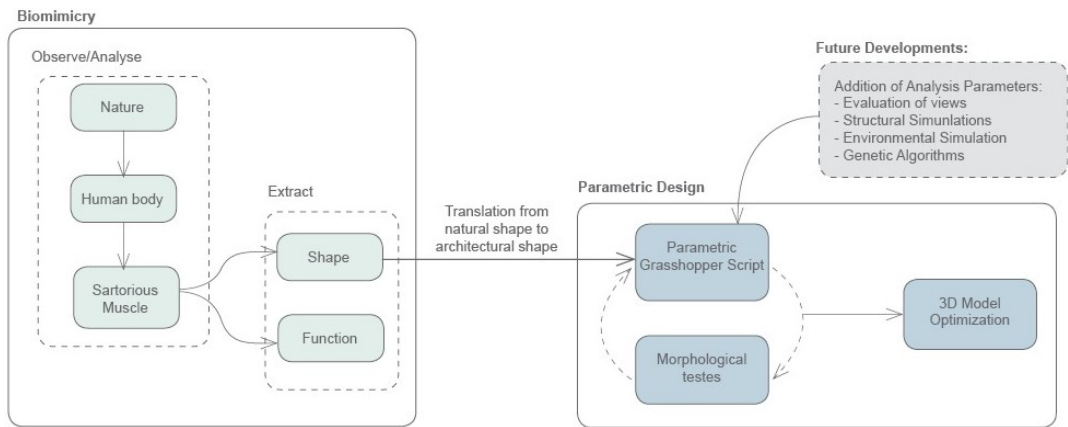 Biomimicry
Observe/Analyse
Nature
Human body
Sartorious
Muscle
Extract
Shape
Function
Translation from
natural shape to
architectural shape
Future Developments:
Addition of Analysis Parameters:
- Evaluation of views
- Structural Simunlations
- Environmental Simulation
- Genetic Algorithms
Parametric Design
Parametric
Grasshopper Script
Morphological
testes
3D Model
Optimization